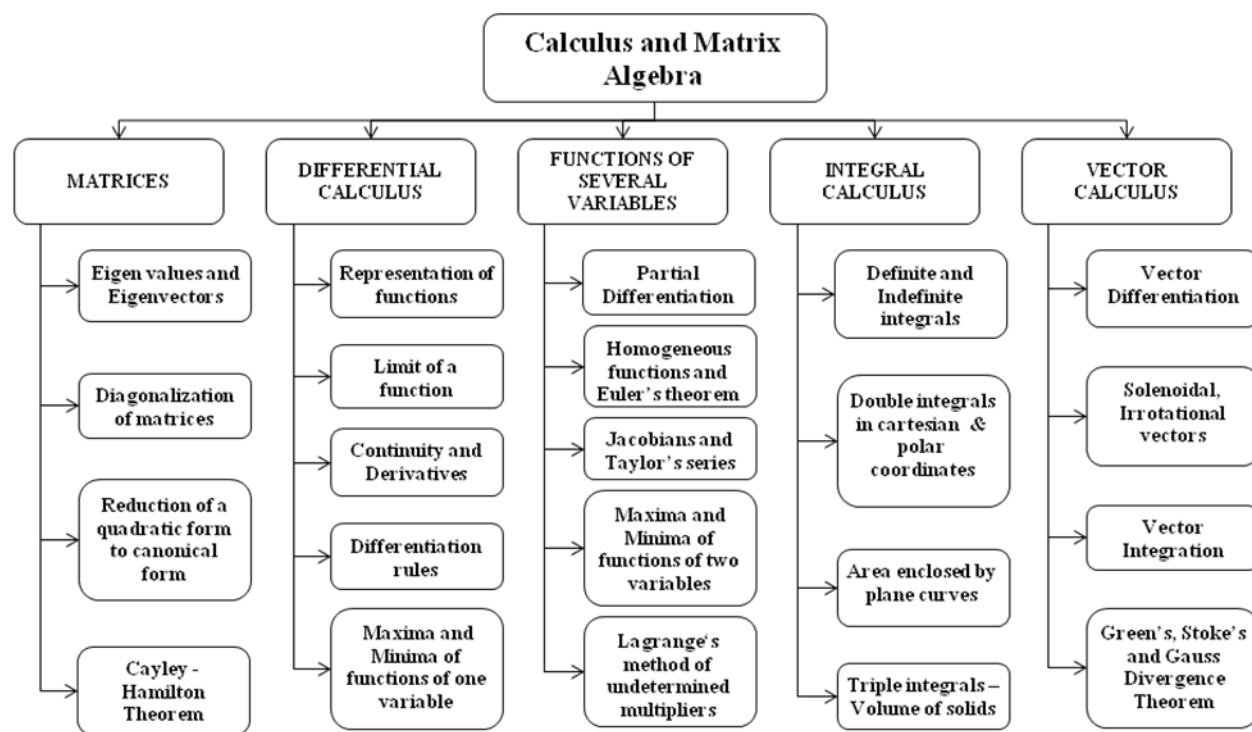 Calculus and Matrix
Algebra
MATRICES
DIFFERENTIAL
CALCULUS
FUNCTIONS OF
SEVERAL
VARIABLES
INTEGRAL
CALCULUS
VECTOR
CALCULUS
Eigen values and
Eigenvectors
Diagonalization
of matrices
Reduction of a
quadratic form
to canonical
form
Cayley -
Hamilton
Theorem
Representation of
functions
Limit of a
function
Continuity and
Derivatives
Differentiation
rules
Maxima and
Minima of
functions of one
variable
Partial
Differentiation
Homogeneous
functions and
Euler's theorem
Jacobians and
Taylor's series
Maxima and
Minima of
functions of two
variables
Lagrange‘s
method of
undetermined
multipliers
Definite and
Indefinite
integrals
Double integrals
in cartesian &
polar
coordinates
Area enclosed by
plane curves
Triple integrals –
Volume of solids
Vector
Differentiation
Solenoidal,
Irrotational
vectors
Vector
Integration
Green's, Stoke's
and Gauss
Divergence
Theorem